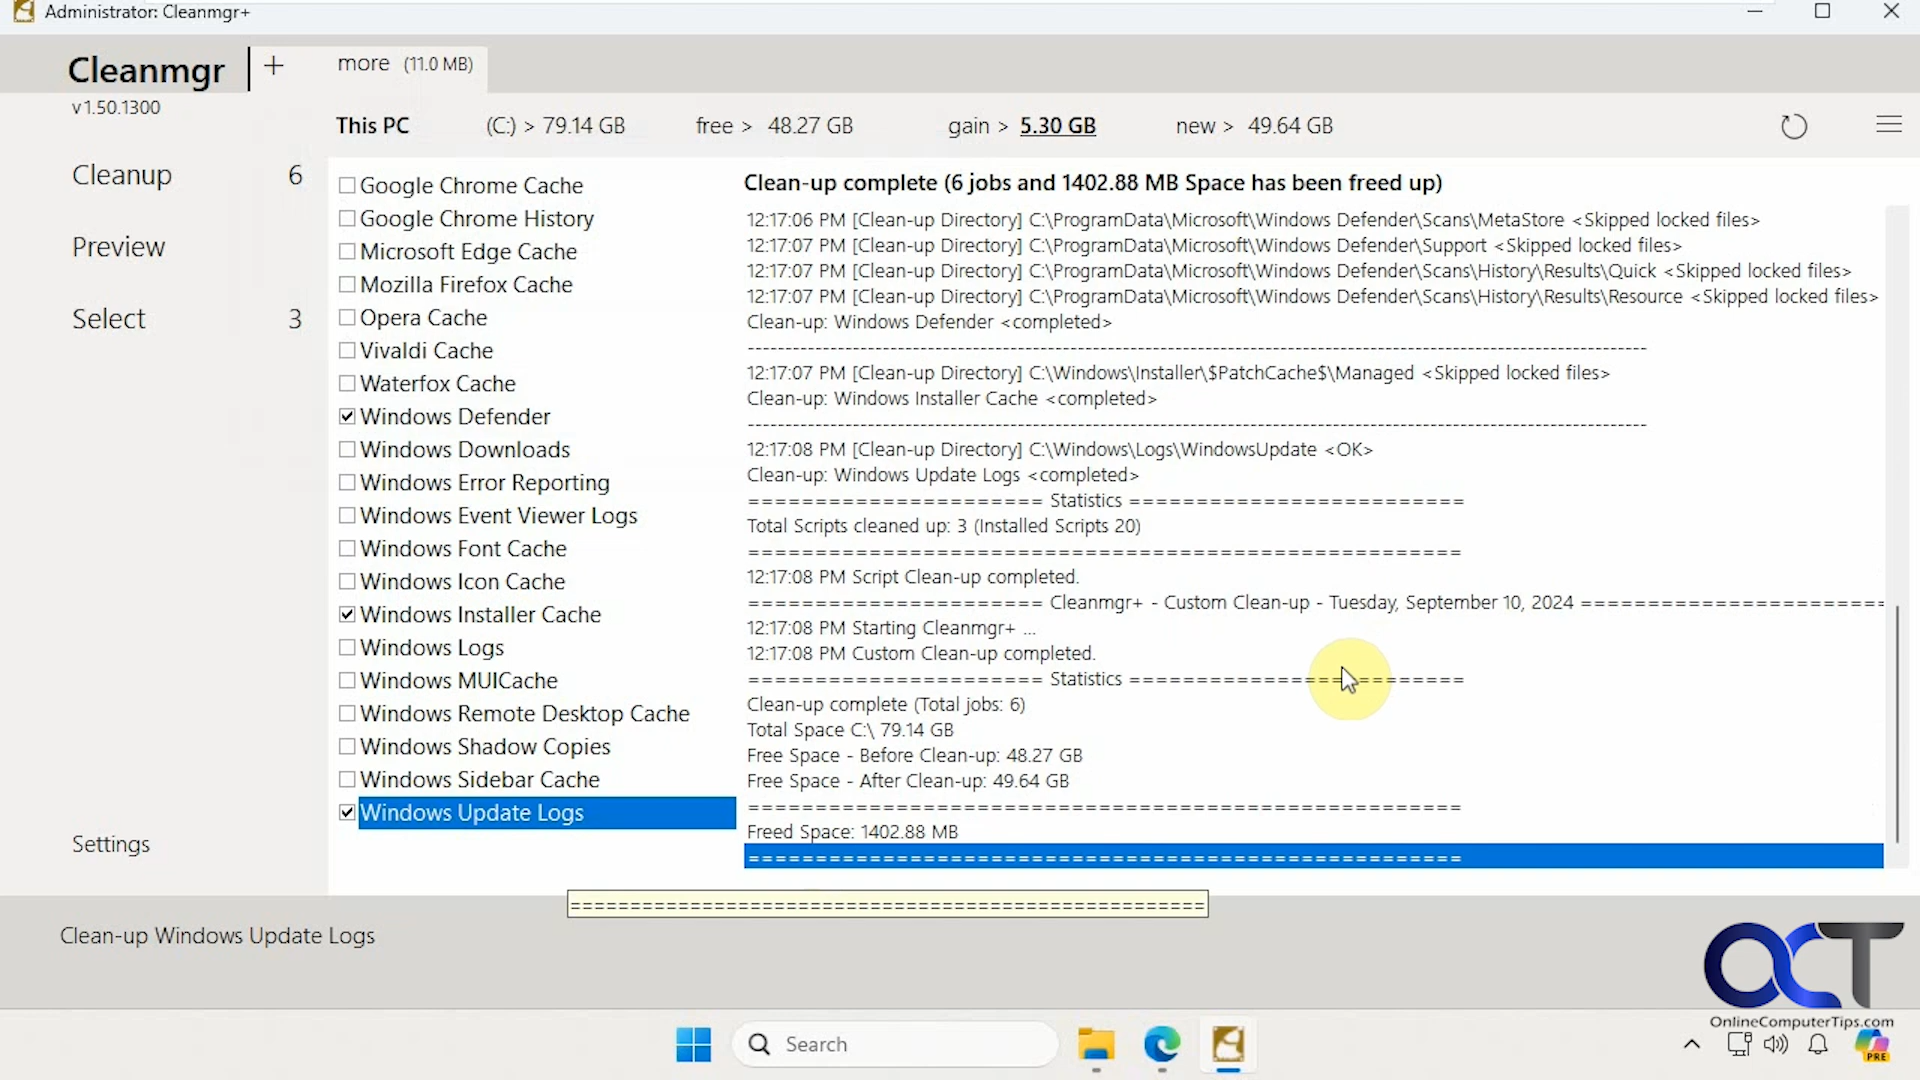 Administrator: Cleanmgr+
Cleanmgr
+
more (11.0 MB)
v1.50.1300
This PC (C:) > 79.14 GB free > 48.27 GB gain > 5.30 GB new > 49.64 GB
Cleanup 6
Preview
Select 3
Settings
Google Chrome Cache
Google Chrome History
Microsoft Edge Cache
Mozilla Firefox Cache
Opera Cache
Vivaldi Cache
Waterfox Cache
Windows Defender
Windows Downloads
Windows Error Reporting
Windows Event Viewer Logs
Windows Font Cache
Windows Icon Cache
Windows Installer Cache
Windows Logs
Windows MUICache
Windows Remote Desktop Cache
Windows Shadow Copies
Windows Sidebar Cache
Windows Update Logs
Clean-up complete (6 jobs and 1402.88 MB Space has been freed up)
12:17:06 PM [Clean-up Directory] C:\ProgramData\Microsoft\Windows Defender\Scans\MetaStore <Skipped locked files>
12:17:07 PM [Clean-up Directory] C:\ProgramData\Microsoft\Windows Defender\Support <Skipped locked files>
12:17:07 PM [Clean-up Directory] C:\ProgramData\Microsoft\Windows Defender\Scans\History\Results\Quick <Skipped locked files>
12:17:07 PM [Clean-up Directory] C:\ProgramData\Microsoft\Windows Defender\Scans\History\Results\Resource <Skipped locked files>
Clean-up: Windows Defender <completed>
12:17:07 PM [Clean-up Directory] C:\Windows\Installer\$PatchCache$\Managed <Skipped locked files>
Clean-up: Windows Installer Cache <completed>
12:17:08 PM [Clean-up Directory] C:\Windows\Logs\WindowsUpdate <OK>
Clean-up: Windows Update Logs <completed>
====================== Statistics =========================
Total Scripts cleaned up: 3 (Installed Scripts 20)
12:17:08 PM Script Clean-up completed.
====================== Cleanmgr+ - Custom Clean-up - Tuesday, September 10, 2024 =======================
12:17:08 PM Starting Cleanmgr+ ...
12:17:08 PM Custom Clean-up completed.
====================== Statistics =========================
Clean-up complete (Total jobs: 6)
Total Space C:\ 79.14 GB
Free Space - Before Clean-up: 48.27 GB
Free Space - After Clean-up: 49.64 GB
Freed Space: 1402.88 MB
Clean-up Windows Update Logs
OCT
OnlineComputerTips.com
Search
PRE